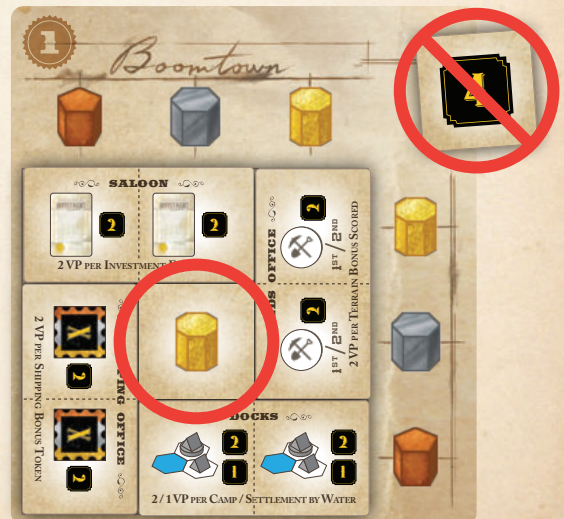 1
Boomtown
4
SALOON
2 2
2 VP PER INVESTMENT
2
1ST / 2ND
OFFICE
2 VP PER TERRAIN BONUS SCORED
2
1ST / 2ND
2 VP PER SHIPPING BONUS TOKEN
X
2
OFFICE
X
2
DOCKS
2 2
1 1
2 / 1 VP PER CAMP / SETTLEMENT BY WATER